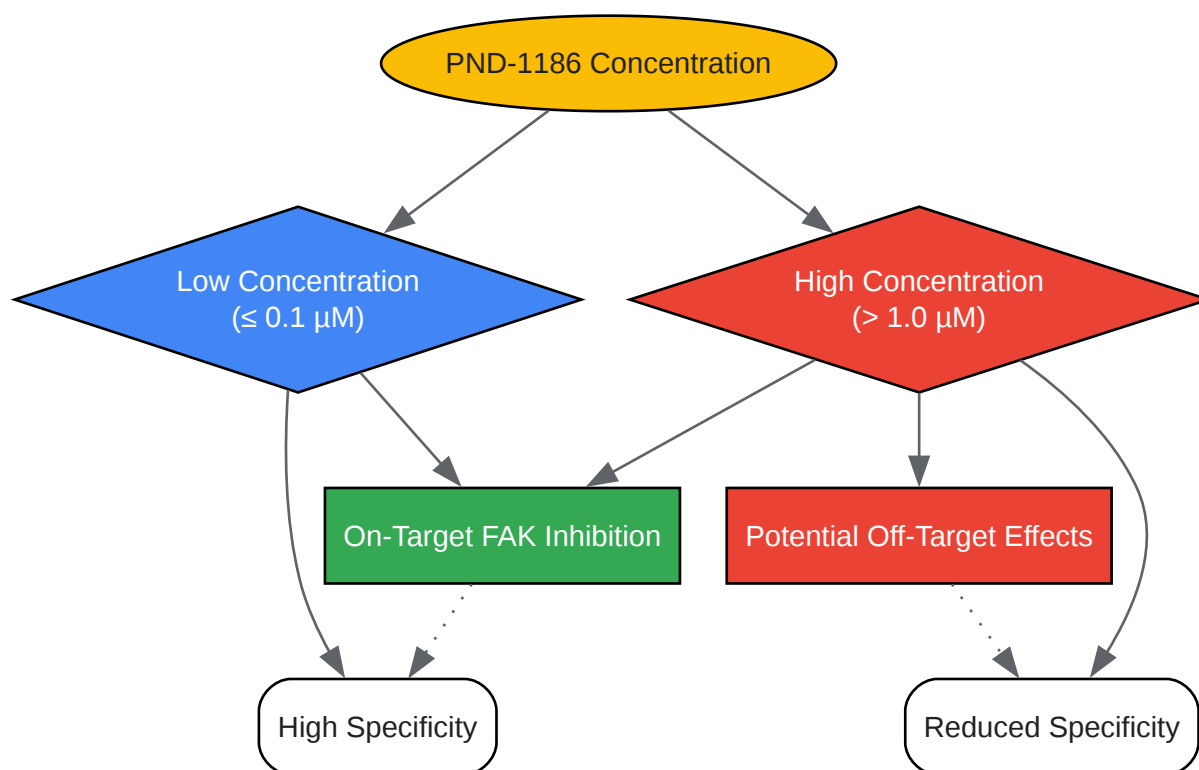 PND-1186 Concentration
Low Concentration
(≤ 0.1 µM)
High Concentration
(> 1.0 µM)
On-Target FAK Inhibition
Potential Off-Target Effects
High Specificity
Reduced Specificity